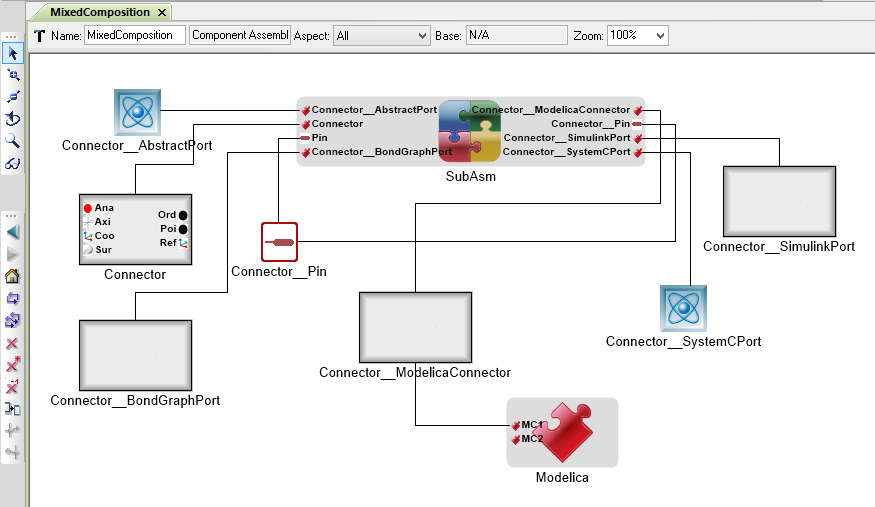 MixedComposition
Name: MixedComposition Component Assembl Aspect: All Base: N/A Zoom: 100%
Connector__AbstractPort
Connector__AbstractPort
Connector
Pin
Connector__BondGraphPort
Connector__ModelicaConnector
Connector__Pin
Connector__SimulinkPort
Connector__SystemCPort
SubAsm
Ana
Axi
Coo
Sur
Ord
Poi
Ref
Connector
Connector__Pin
Connector__SimulinkPort
Connector__BondGraphPort
Connector__ModelicaConnector
Connector__SystemCPort
MC1
MC2
Modelica